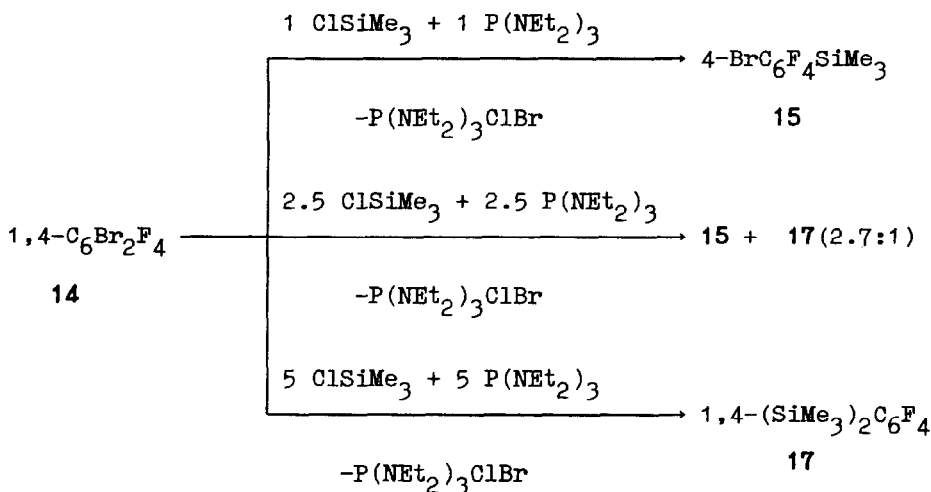 1 ClSiMe₃ + 1 P(NEt₂)₃
4-BrC₆F₄SiMe₃
-P(NEt₂)₃ClBr
15
2.5 ClSiMe₃ + 2.5 P(NEt₂)₃
1,4-C₆Br₂F₄
15 + 17(2.7:1)
14
-P(NEt₂)₃ClBr
5 ClSiMe₃ + 5 P(NEt₂)₃
1,4-(SiMe₃)₂C₆F₄
17
-P(NEt₂)₃ClBr